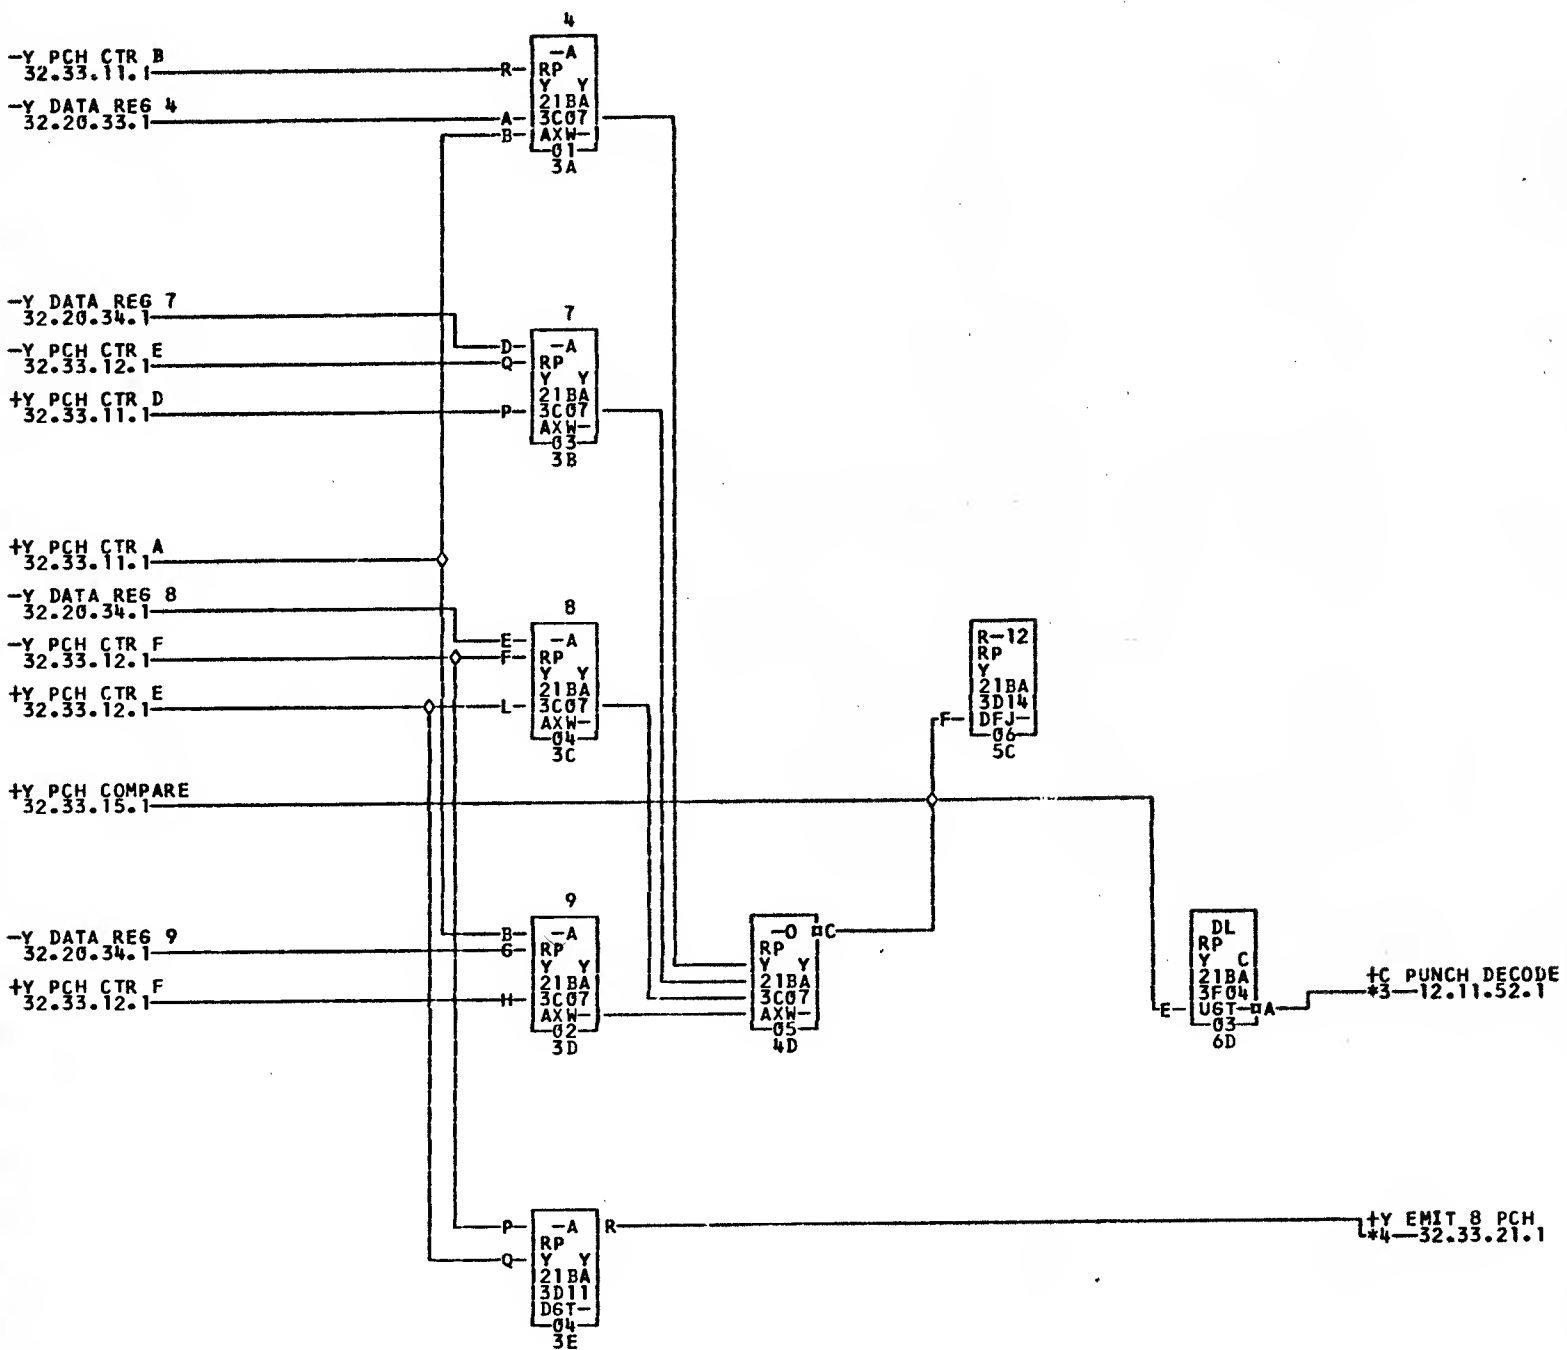 4
-Y PCH CTR B
32.33.11.1
R
-A
RP
Y Y
21BA
3C07
AXW-
01
3A
-Y DATA REG 4
32.20.33.1
A
B
-Y DATA REG 7
32.20.34.1
7
D
-A
-Y PCH CTR E
32.33.12.1
Q
RP
Y Y
21BA
+Y PCH CTR D
32.33.11.1
P
3C07
AXW-
03
3B
+Y PCH CTR A
32.33.11.1
-Y DATA REG 8
32.20.34.1
8
E
-A
-Y PCH CTR F
32.33.12.1
F
RP
Y Y
21BA
+Y PCH CTR E
32.33.12.1
L
3C07
AXW-
04
3C
R-12
RP
Y
21BA
3D14
F
DFJ-
06
5C
+Y PCH COMPARE
32.33.15.1
9
B
-A
-Y DATA REG 9
32.20.34.1
G
RP
Y Y
21BA
+Y PCH CTR F
32.33.12.1
H
3C07
AXW-
02
3D
-O
C
RP
Y Y
21BA
3C07
AXW-
05
4D
DL
RP
Y C
21BA
3F04
E
UGT-
A
03
6D
+C PUNCH DECODE
*3 12.11.52.1
P
-A
R
RP
Q
Y Y
21BA
3D11
DGT-
04
3E
+Y EMIT 8 PCH
*4 32.33.21.1